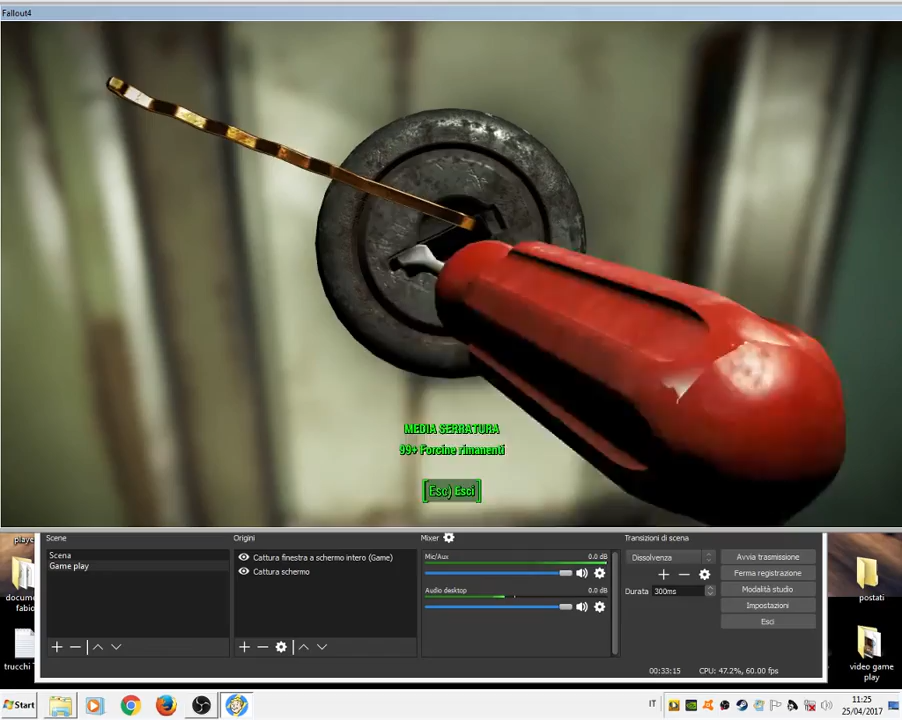 Fallout4
MEDIA SERRATURA
99+ Forcine rimanenti
Esc) Esci
Scene
Scena
Game play
Origini
Cattura finestra a schermo intero (Game)
Cattura schermo
Mixer
Mic/Aux
0.0 dB
Audio desktop
0.0 dB
Transizioni di scena
Dissolvenza
Durata
300ms
Avvia trasmissione
Ferma registrazione
Modalità studio
Impostazioni
Esci
00:33:15
CPU: 47.2%, 60.00 fps
docume
fabio
trucchi
postati
video game
play
Start
IT
11:25
25/04/2017